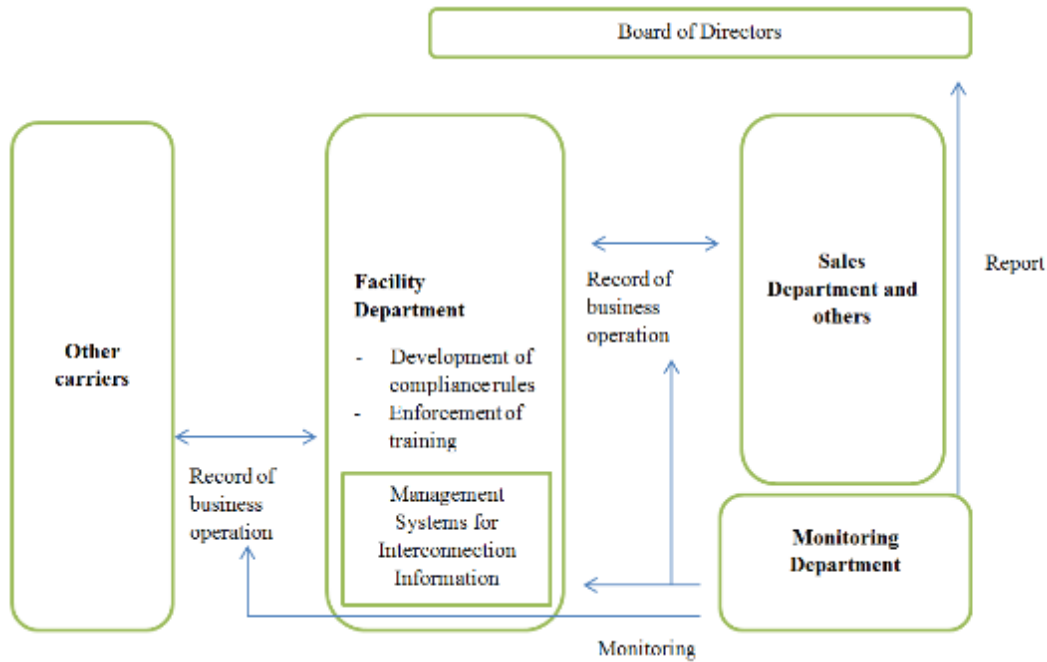 Board of Directors
Other
carriers
Record of
business
operation
Facility
Department
- Development of
compliance rules
- Enforcement of
training
Management
Systems for
Interconnection
Information
Record of
business
operation
Sales
Department and
others
Report
Monitoring
Department
Monitoring